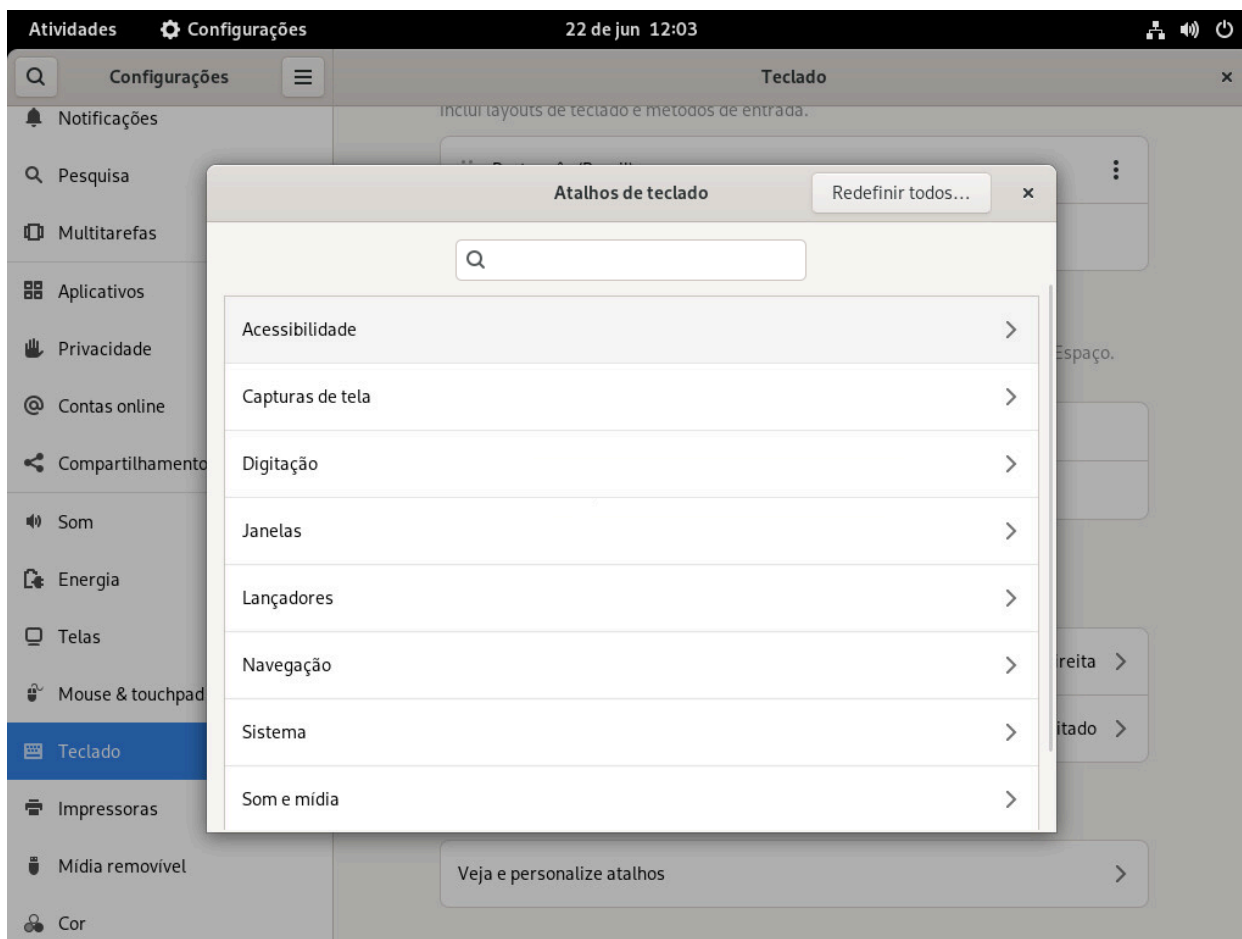 Atividades Configurações 22 de jun 12:03
Configurações Teclado
Notificações
Pesquisa
Multitarefas
Aplicativos
Privacidade
Contas online
Compartilhamento
Som
Energia
Telas
Mouse & touchpad
Teclado
Impressoras
Mídia removível
Cor
Inclui layouts de teclado e métodos de entrada.
Atalhos de teclado Redefinir todos...
Acessibilidade
Capturas de tela
Digitação
Janelas
Lançadores
Navegação
Sistema
Som e mídia
Espaço.
reita
itado
Veja e personalize atalhos